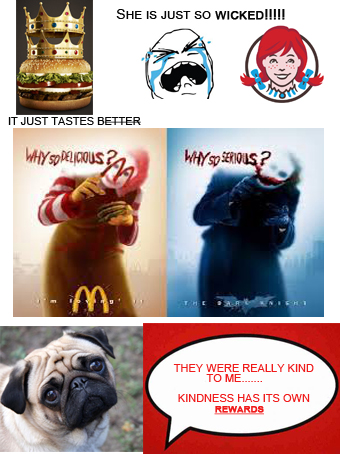 SHE IS JUST SO WICKED!!!!!
IT JUST TASTES BETTER
WHY SO DELICIOUS?
WHY SO SERIOUS?
i'm lovin' it
THE DARK KNIGHT
THEY WERE REALLY KIND
TO ME.......
KINDNESS HAS ITS OWN
REWARDS